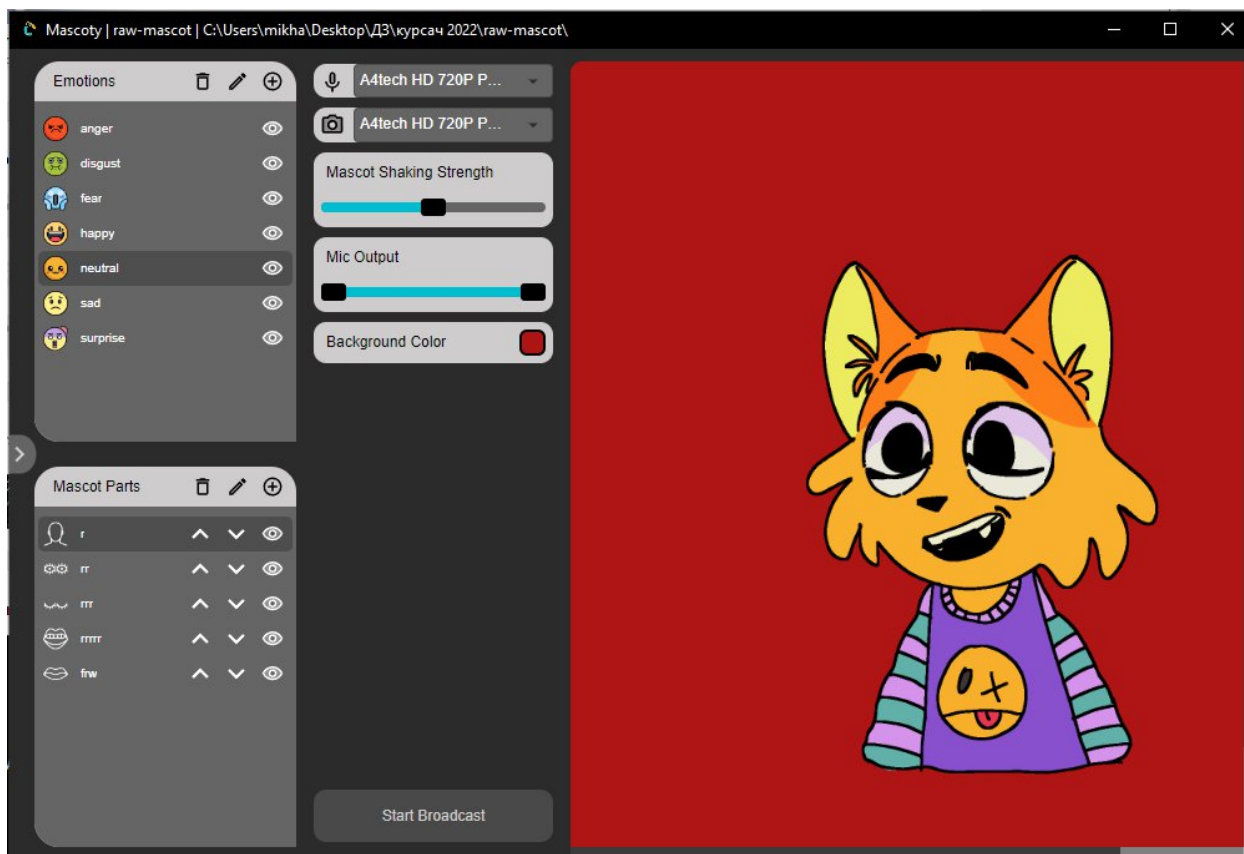 Mascoty | raw-mascot | C:\Users\mikha\Desktop\ДЗ\курсач 2022\raw-mascot\
Emotions
anger
disgust
fear
happy
neutral
sad
surprise
Mascot Parts
r
rr
rrr
rrrrr
frw
A4tech HD 720P P...
A4tech HD 720P P...
Mascot Shaking Strength
Mic Output
Background Color
Start Broadcast